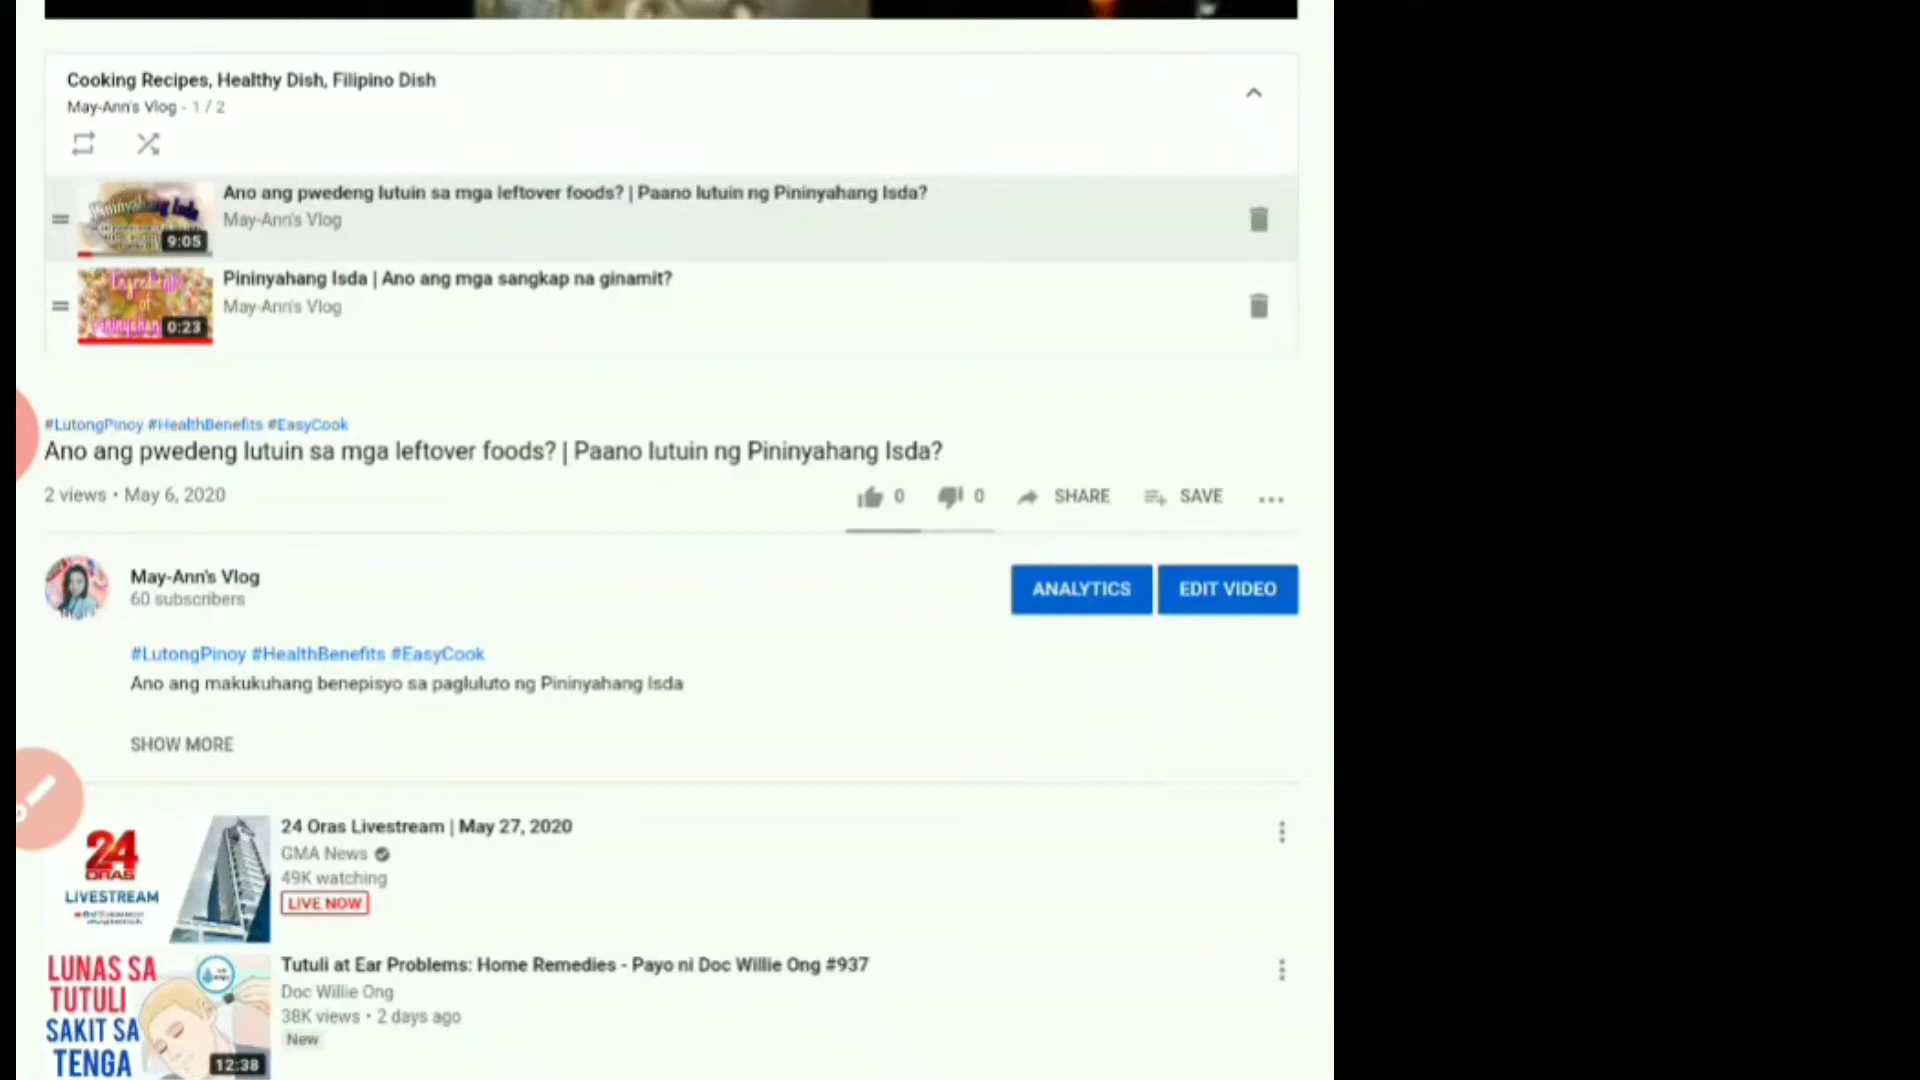 Cooking Recipes, Healthy Dish, Filipino Dish
May-Ann's Vlog - 1 / 2
Ano ang pwedeng lutuin sa mga leftover foods? | Paano lutuin ng Pininyahang Isda?
May-Ann's Vlog
Pininyahang Isda
9:05
Pininyahang Isda | Ano ang mga sangkap na ginamit?
May-Ann's Vlog
Ingredients
of
Pininyahan
0:23
#LutongPinoy #HealthBenefits #EasyCook
Ano ang pwedeng lutuin sa mga leftover foods? | Paano lutuin ng Pininyahang Isda?
2 views • May 6, 2020
0
0
SHARE
SAVE
May-Ann's Vlog
60 subscribers
ANALYTICS
EDIT VIDEO
#LutongPinoy #HealthBenefits #EasyCook
Ano ang makukuhang benepisyo sa pagluluto ng Pininyahang Isda
SHOW MORE
24
ORAS
LIVESTREAM
24 Oras Livestream | May 27, 2020
GMA News
49K watching
LIVE NOW
LUNAS SA
TUTULI
SAKIT SA
TENGA
12:38
Tutuli at Ear Problems: Home Remedies - Payo ni Doc Willie Ong #937
Doc Willie Ong
38K views • 2 days ago
New